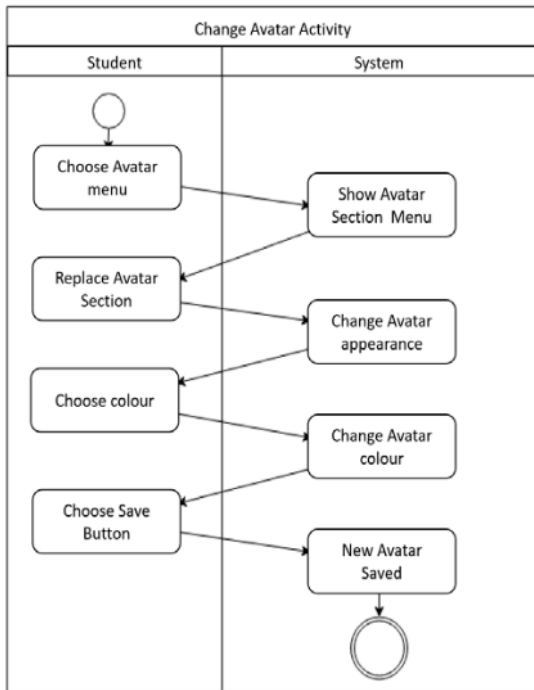 Change Avatar Activity
Student
System
Choose Avatar
menu
Show Avatar
Section Menu
Replace Avatar
Section
Change Avatar
appearance
Choose colour
Change Avatar
colour
Choose Save
Button
New Avatar
Saved